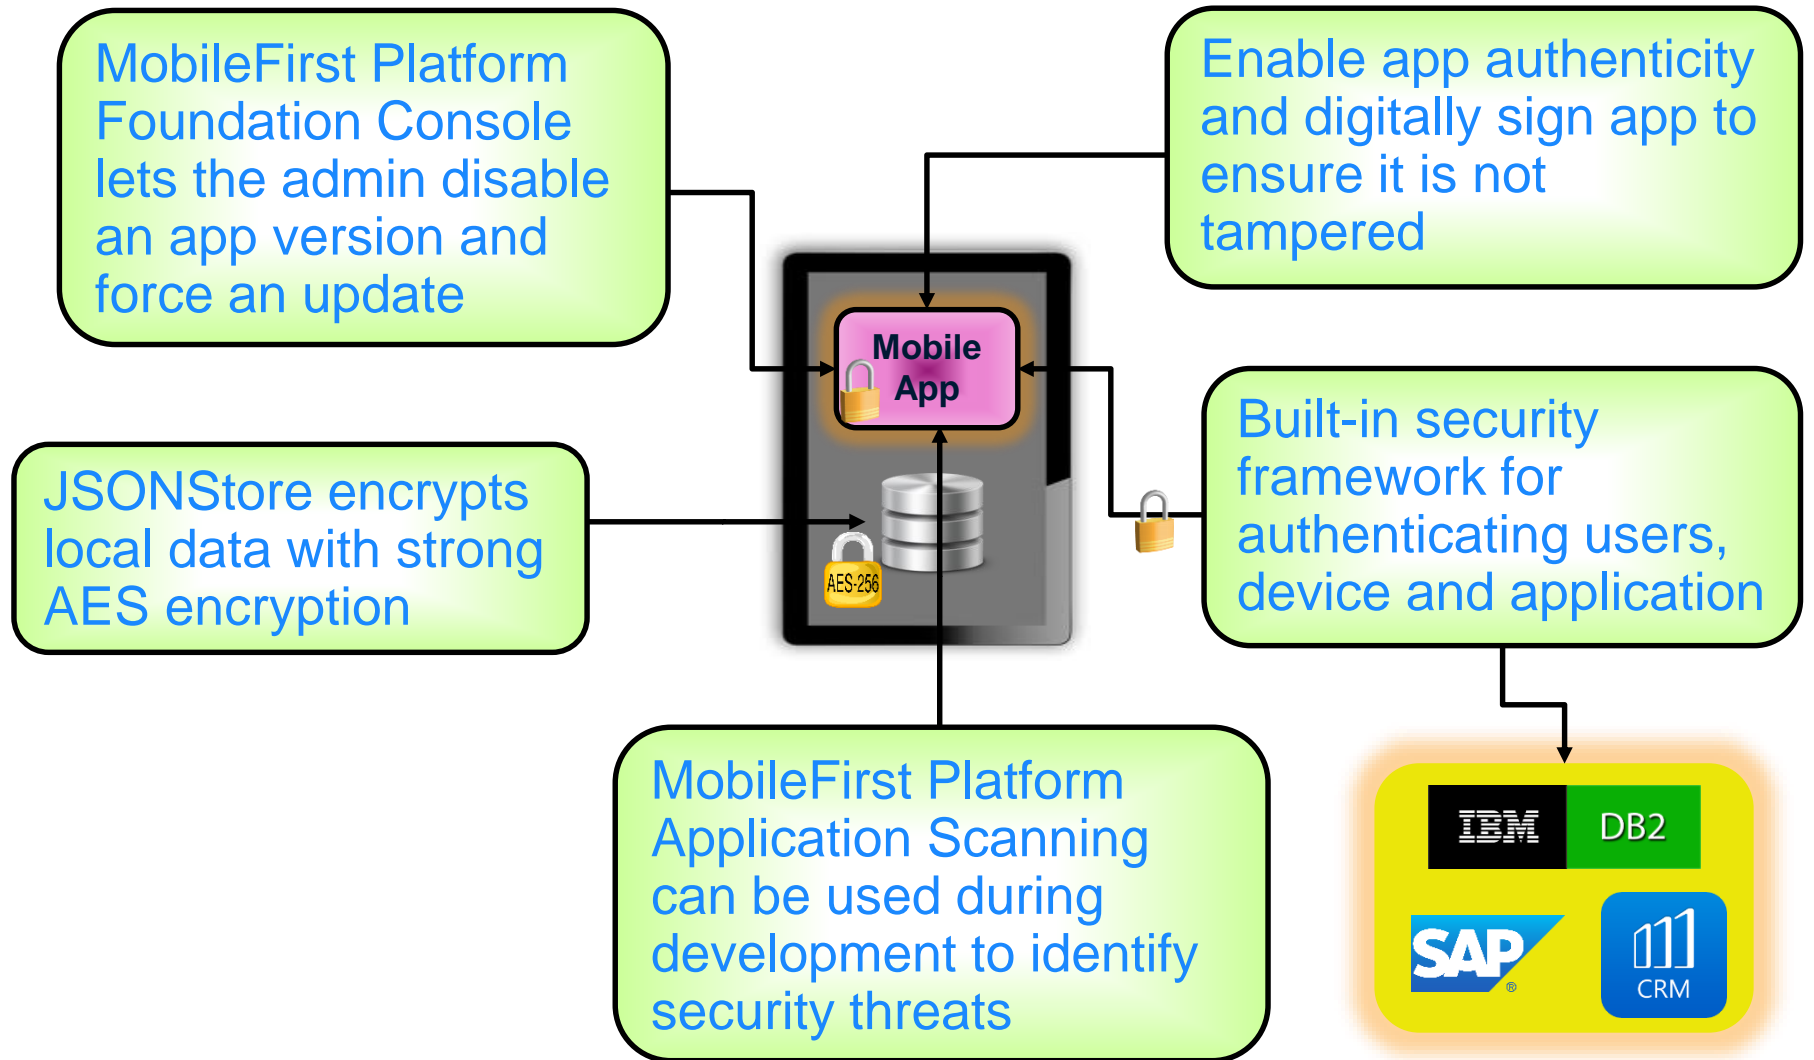 MobileFirst Platform
Foundation Console
lets the admin disable
an app version and
force an update
Enable app authenticity
and digitally sign app to
ensure it is not
tampered
Mobile
App
JSONStore encrypts
local data with strong
AES encryption
AES-256
Built-in security
framework for
authenticating users,
device and application
MobileFirst Platform
Application Scanning
can be used during
development to identify
security threats
IBM DB2
SAP ®
CRM